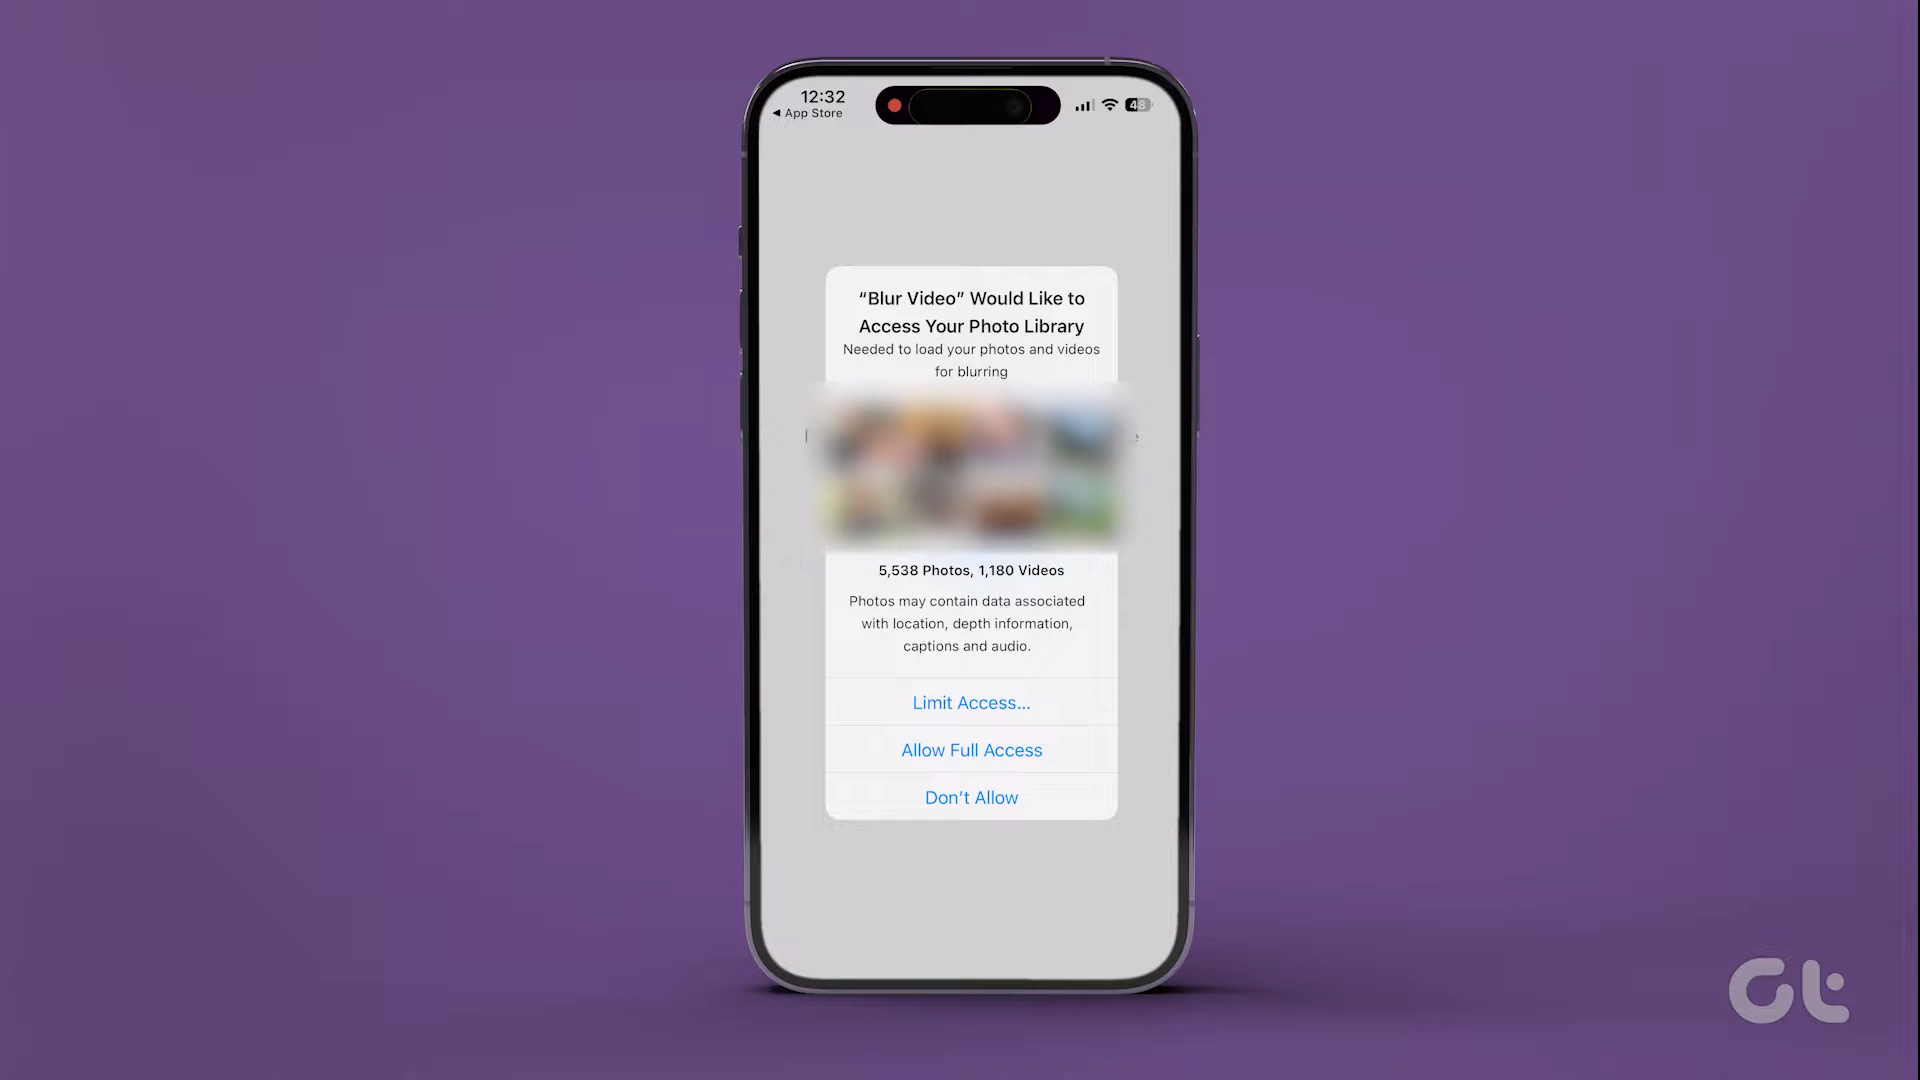 12:32
◀ App Store
48
“Blur Video” Would Like to
Access Your Photo Library
Needed to load your photos and videos
for blurring
5,538 Photos, 1,180 Videos
Photos may contain data associated
with location, depth information,
captions and audio.
Limit Access...
Allow Full Access
Don’t Allow
Gt